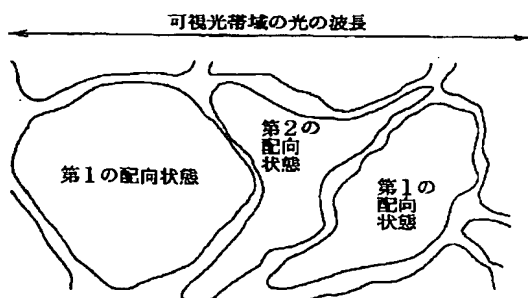 可視光帯域の光の波長
第1の配向状態
第2の
配向
状態
第1の
配向
状態